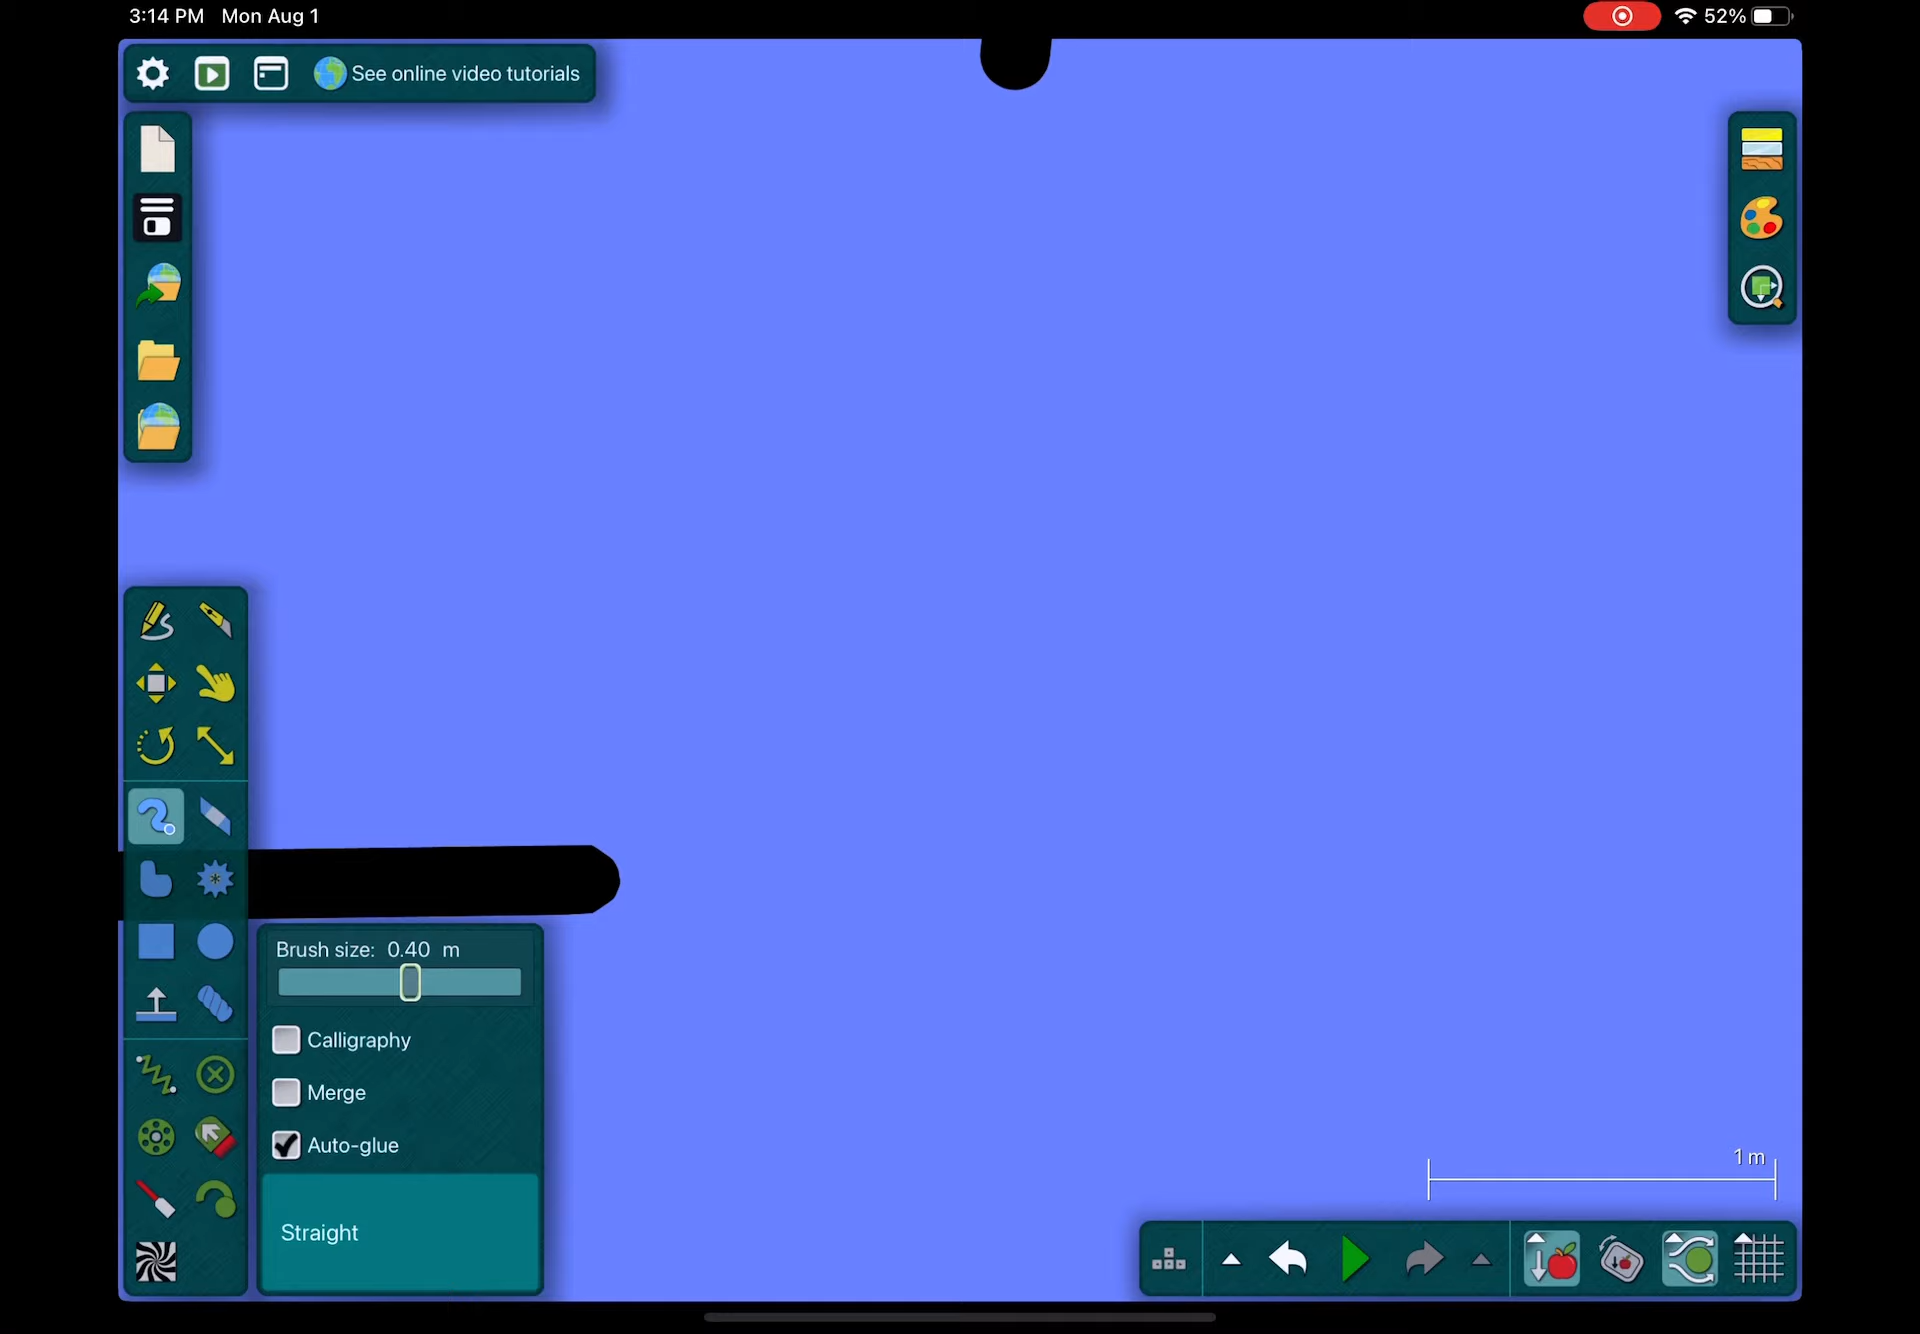 3:14 PM Mon Aug 1
52%
See online video tutorials
Brush size: 0.40 m
Calligraphy
Merge
Auto-glue
Straight
1 m